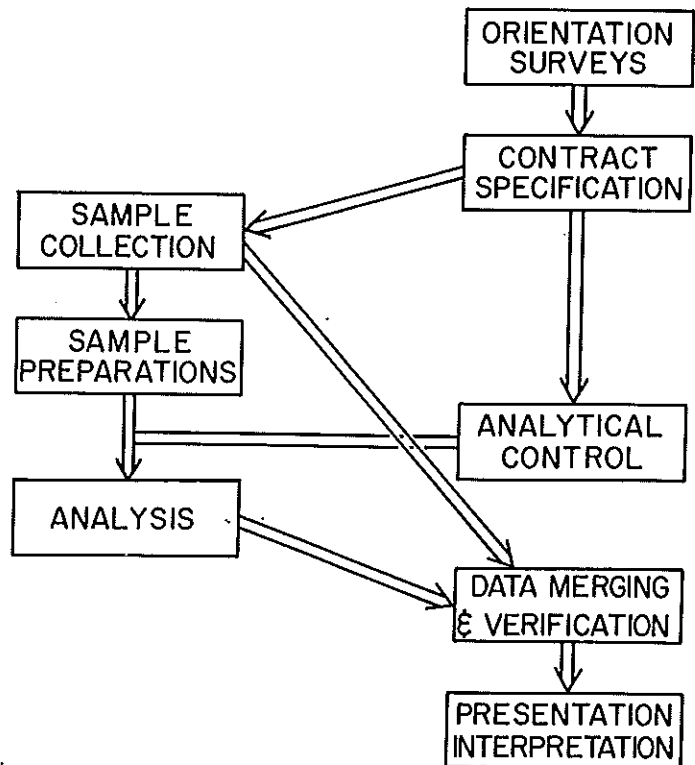 ORIENTATION
SURVEYS
CONTRACT
SPECIFICATION
SAMPLE
COLLECTION
SAMPLE
PREPARATIONS
ANALYTICAL
CONTROL
ANALYSIS
DATA MERGING
& VERIFICATION
PRESENTATION
INTERPRETATION